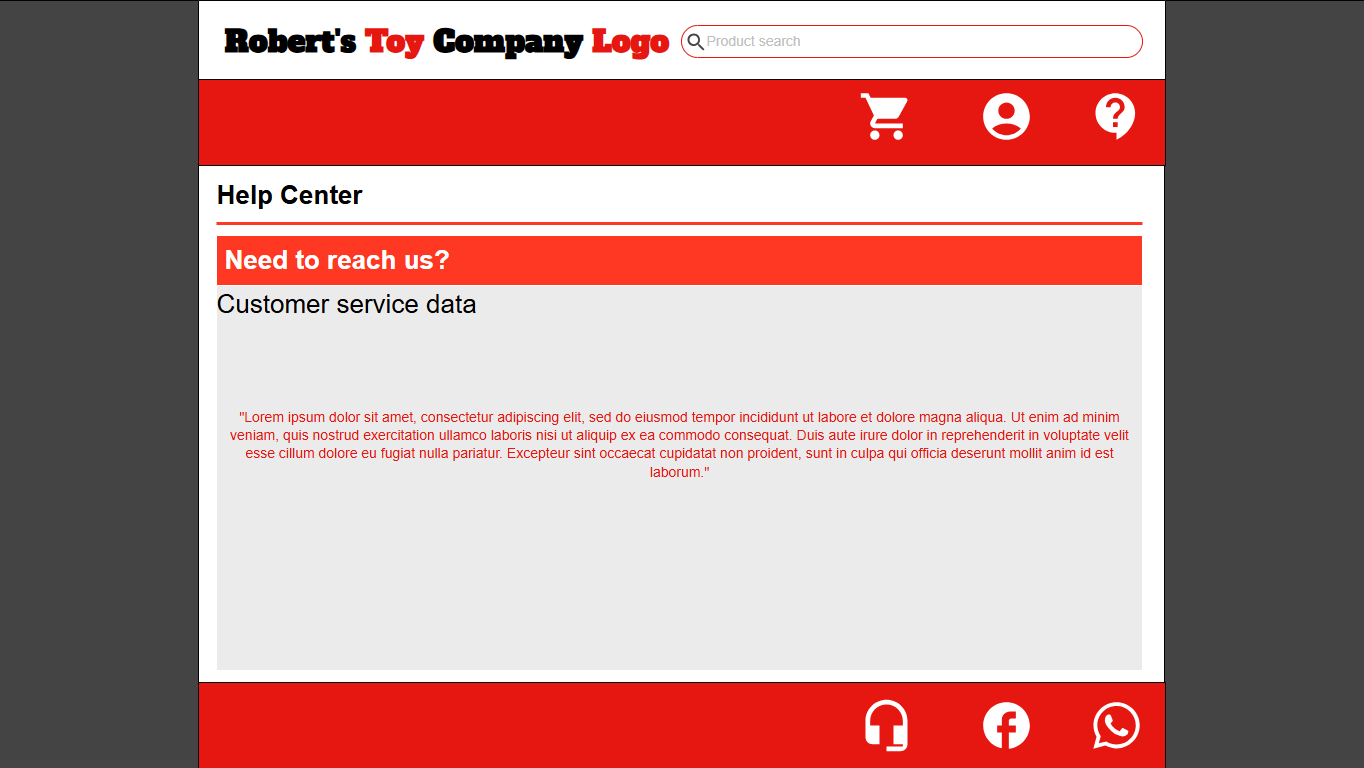 Robert's Toy Company Logo
Product search
Help Center
Need to reach us?
Customer service data
"Lorem ipsum dolor sit amet, consectetur adipiscing elit, sed do eiusmod tempor incididunt ut labore et dolore magna aliqua. Ut enim ad minim
veniam, quis nostrud exercitation ullamco laboris nisi ut aliquip ex ea commodo consequat. Duis aute irure dolor in reprehenderit in voluptate velit
esse cillum dolore eu fugiat nulla pariatur. Excepteur sint occaecat cupidatat non proident, sunt in culpa qui officia deserunt mollit anim id est
laborum."